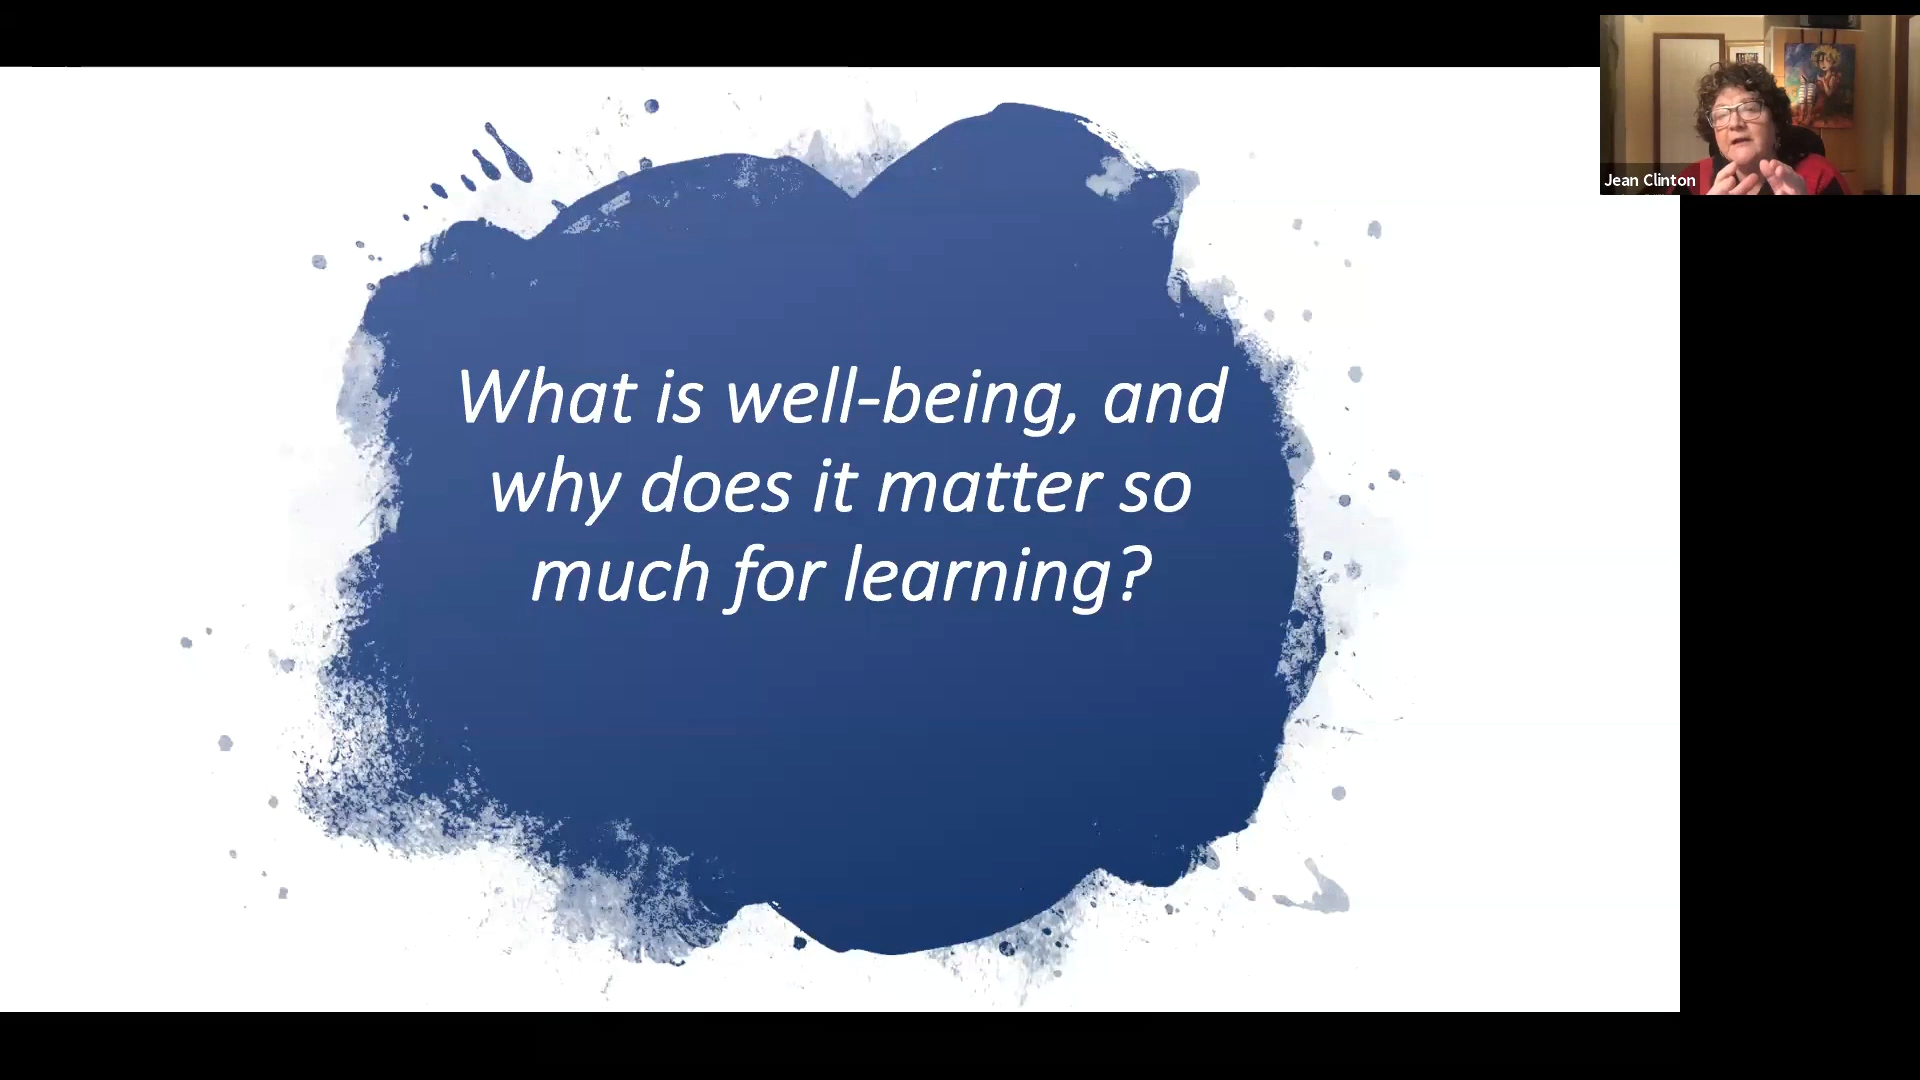 What is well-being, and
why does it matter so
much for learning?
Jean Clinton